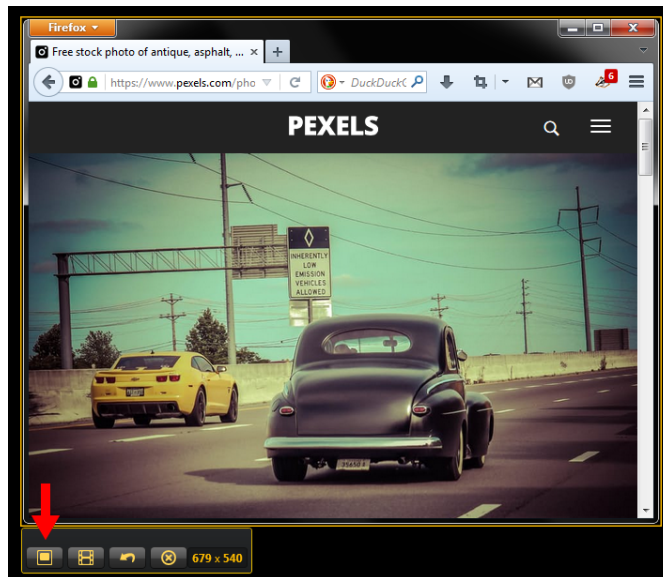 Firefox
Free stock photo of antique, asphalt, ...
https://www.pexels.com/pho
DuckDuckG
6
PEXELS
INHERENTLY
LOW
EMISSION
VEHICLES
ALLOWED
679 x 540